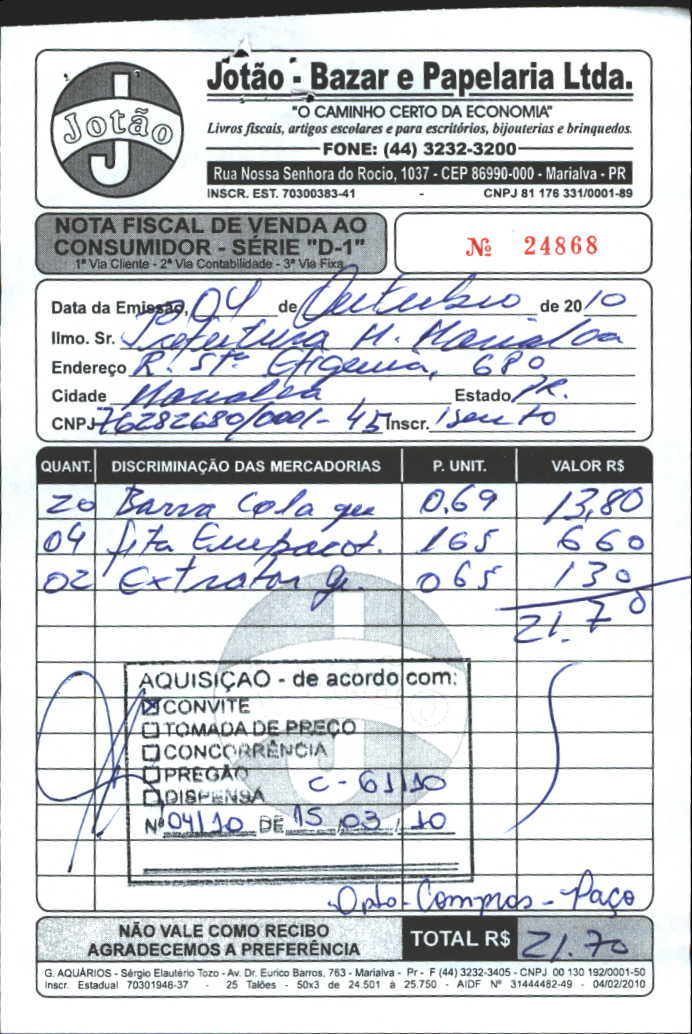 Jotão
Jotão - Bazar e Papelaria Ltda.
"O CAMINHO CERTO DA ECONOMIA"
Livros fiscais, artigos escolares e para escritórios, bijouterias e brinquedos.
FONE: (44) 3232-3200
Rua Nossa Senhora do Rocio, 1037 - CEP 86990-000 - Marialva - PR
INSCR. EST. 70300383-41 - CNPJ 81 176 331/0001-89
NOTA FISCAL DE VENDA AO
CONSUMIDOR - SÉRIE "D-1"
1ª Via Cliente - 2ª Via Contabilidade - 3ª Via Fixa
Nº 24868
Data da Emissão, 04 de Outubro de 2010
Ilmo. Sr. Prefeitura M. Marialva
Endereço R. Stª Efigenia, 680
Cidade Marialva Estado PR.
CNPJ 76282680/0001-45 Inscr. isento
QUANT. DISCRIMINAÇÃO DAS MERCADORIAS P. UNIT. VALOR R$
20 Barra Cola que 0,69 13,80
04 fita Empacot. 165 660
02 Extrator gr. 065 130
21.70
AQUISIÇÃO - de acordo com:
CONVITE
TOMADA DE PREÇO
CONCORRÊNCIA
PREGÃO
C-61/10
DISPENSA
Nº 04/10 DE 15/03/10
Dpto-Compras-Paço
NÃO VALE COMO RECIBO
AGRADECEMOS A PREFERÊNCIA
TOTAL R$ 21.70
G. AQUÁRIOS - Sérgio Elautério Tozo - Av. Dr. Eurico Barros, 763 - Marialva - Pr - F (44) 3232-3405 - CNPJ 00 130 192/0001-50
Inscr. Estadual 70301946-37 - 25 Talões - 50x3 de 24.501 à 25.750 - AIDF Nº 31444482-49 - 04/02/2010